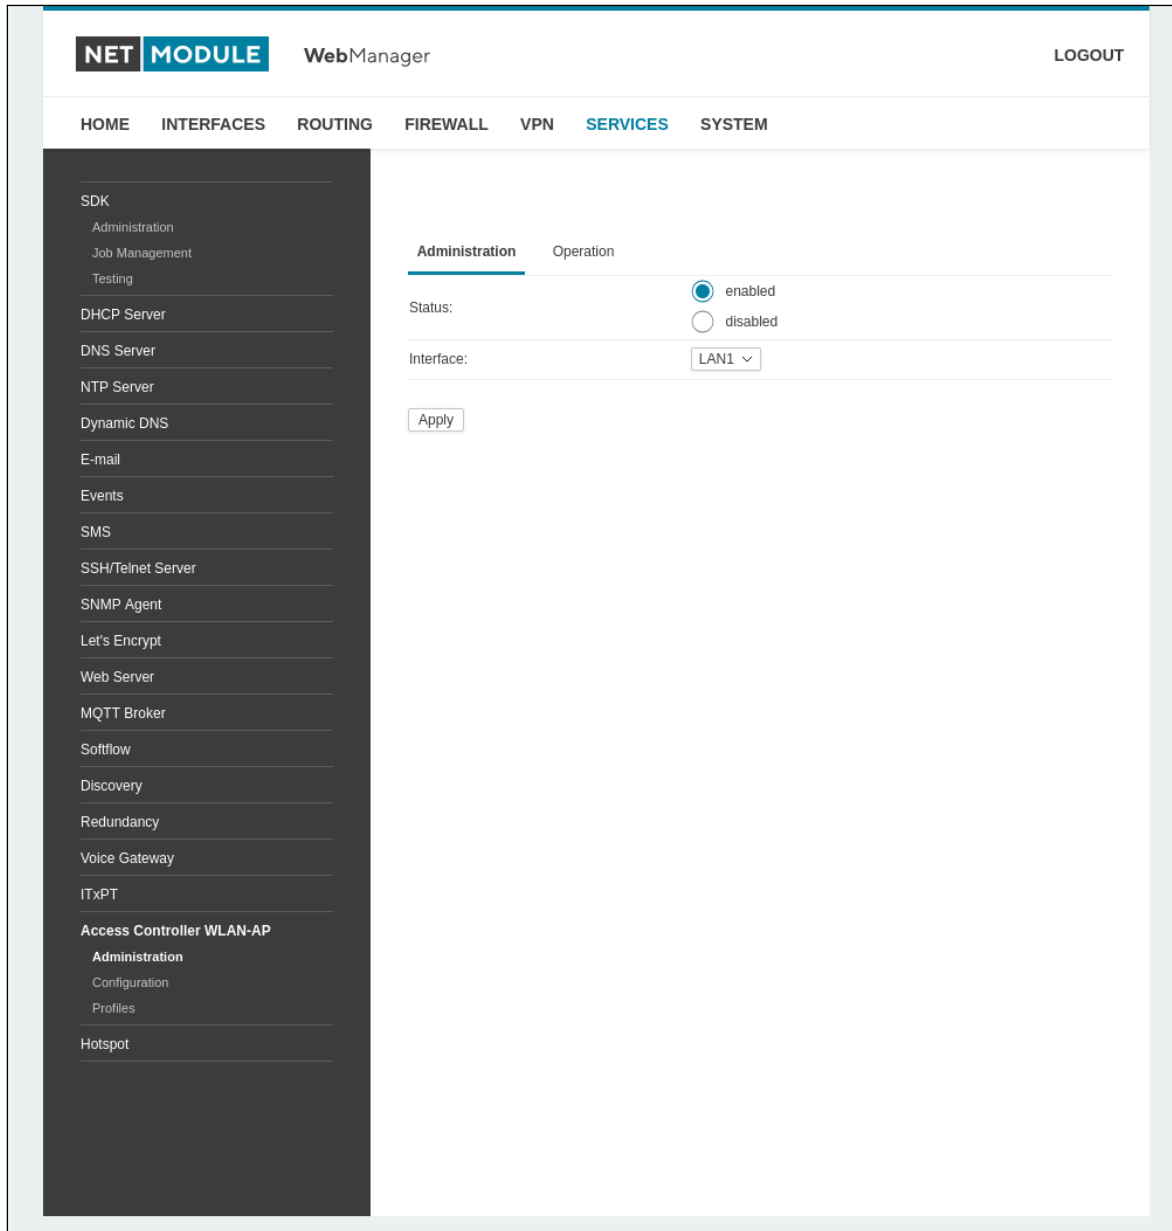 NET MODULE WebManager LOGOUT
HOME INTERFACES ROUTING FIREWALL VPN SERVICES SYSTEM
SDK
Administration
Job Management
Testing
DHCP Server
DNS Server
NTP Server
Dynamic DNS
E-mail
Events
SMS
SSH/Telnet Server
SNMP Agent
Let's Encrypt
Web Server
MQTT Broker
Softflow
Discovery
Redundancy
Voice Gateway
ITxPT
Access Controller WLAN-AP
Administration
Configuration
Profiles
Hotspot
Administration Operation
Status: enabled
disabled
Interface: LAN1
Apply